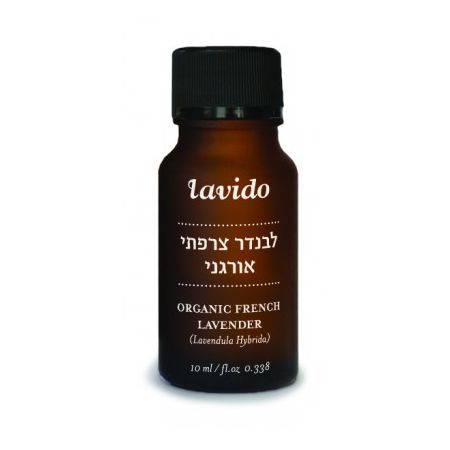 lavido
לבנדר צרפתי
אורגני
ORGANIC FRENCH
LAVENDER
(Lavendula Hybrida)
10 ml / fl.oz 0.338